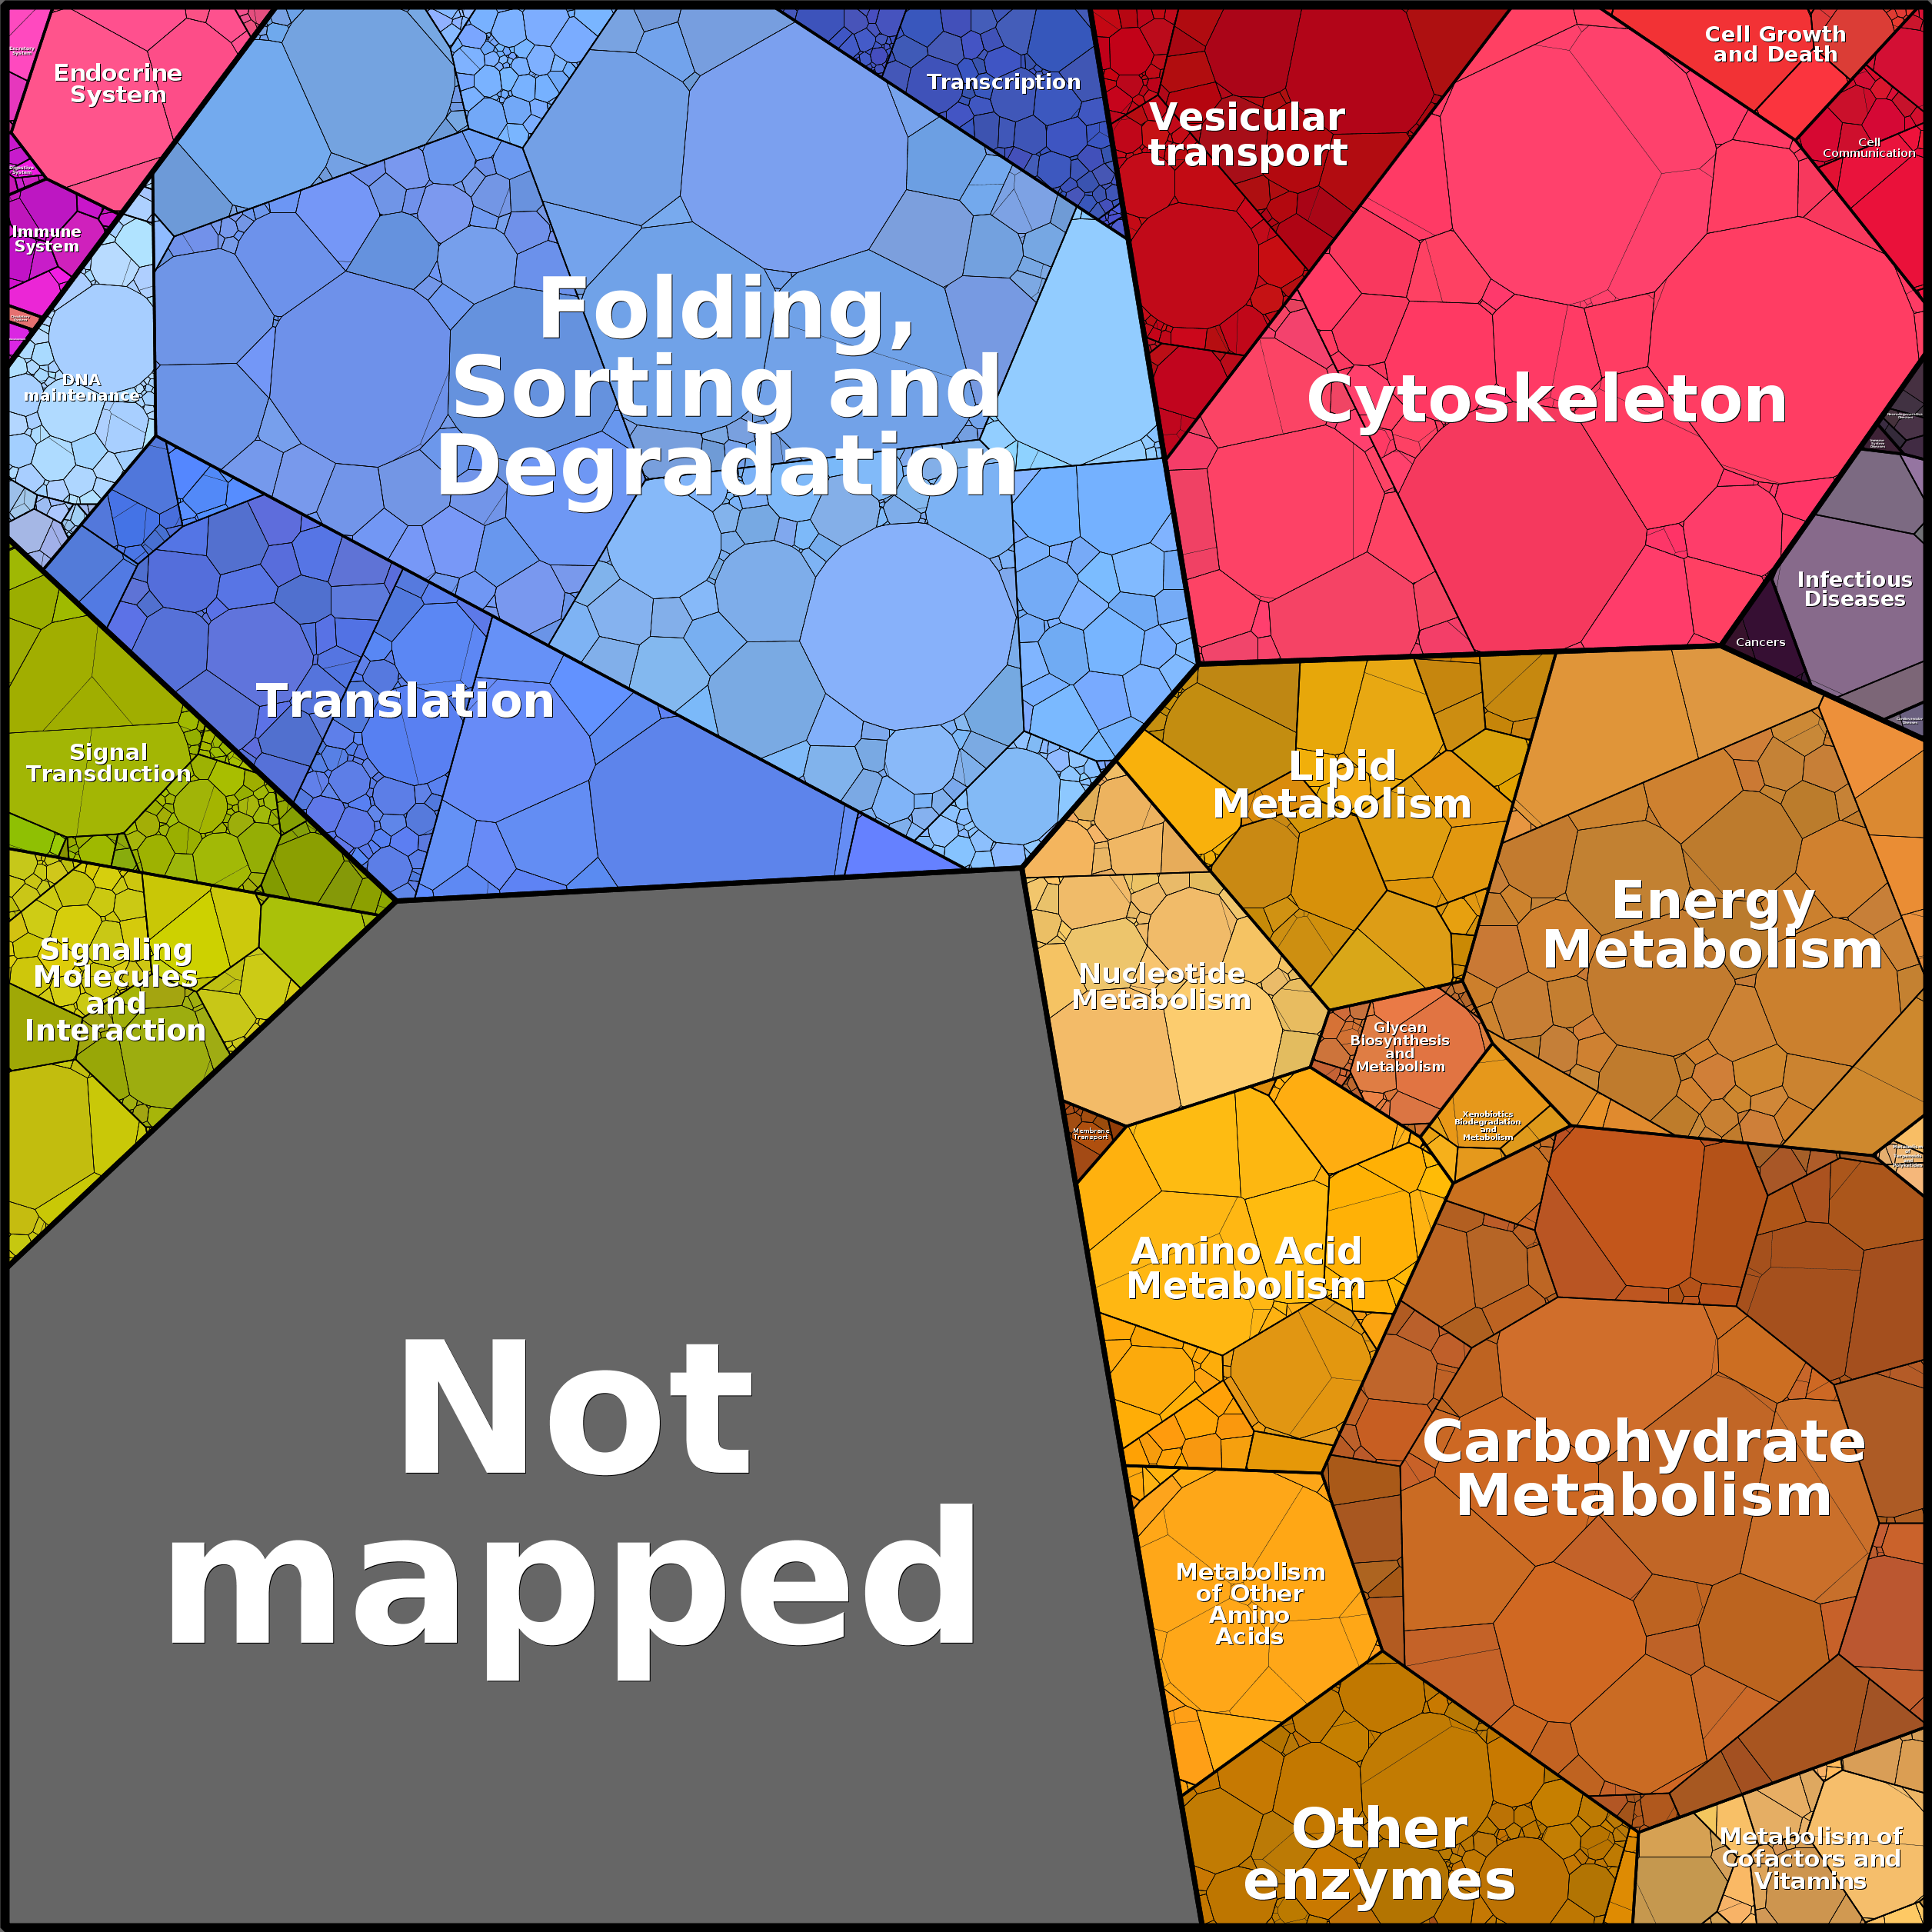 Excretory
System
Endocrine
System
Digestive
System
Immune
System
DNA
maintenance
Folding,
Sorting and
Degradation
Transcription
Vesicular
transport
Cell Growth
and Death
Cell
Communication
Cytoskeleton
Infectious
Diseases
Cancers
Translation
Signal
Transduction
Signaling
Molecules
and
Interaction
Lipid
Metabolism
Energy
Metabolism
Nucleotide
Metabolism
Glycan
Biosynthesis
and
Metabolism
Xenobiotics
Biodegradation
and
Metabolism
Membrane
Transport
Amino Acid
Metabolism
Carbohydrate
Metabolism
Metabolism
of Other
Amino
Acids
Other
enzymes
Metabolism of
Cofactors and
Vitamins
Not
mapped